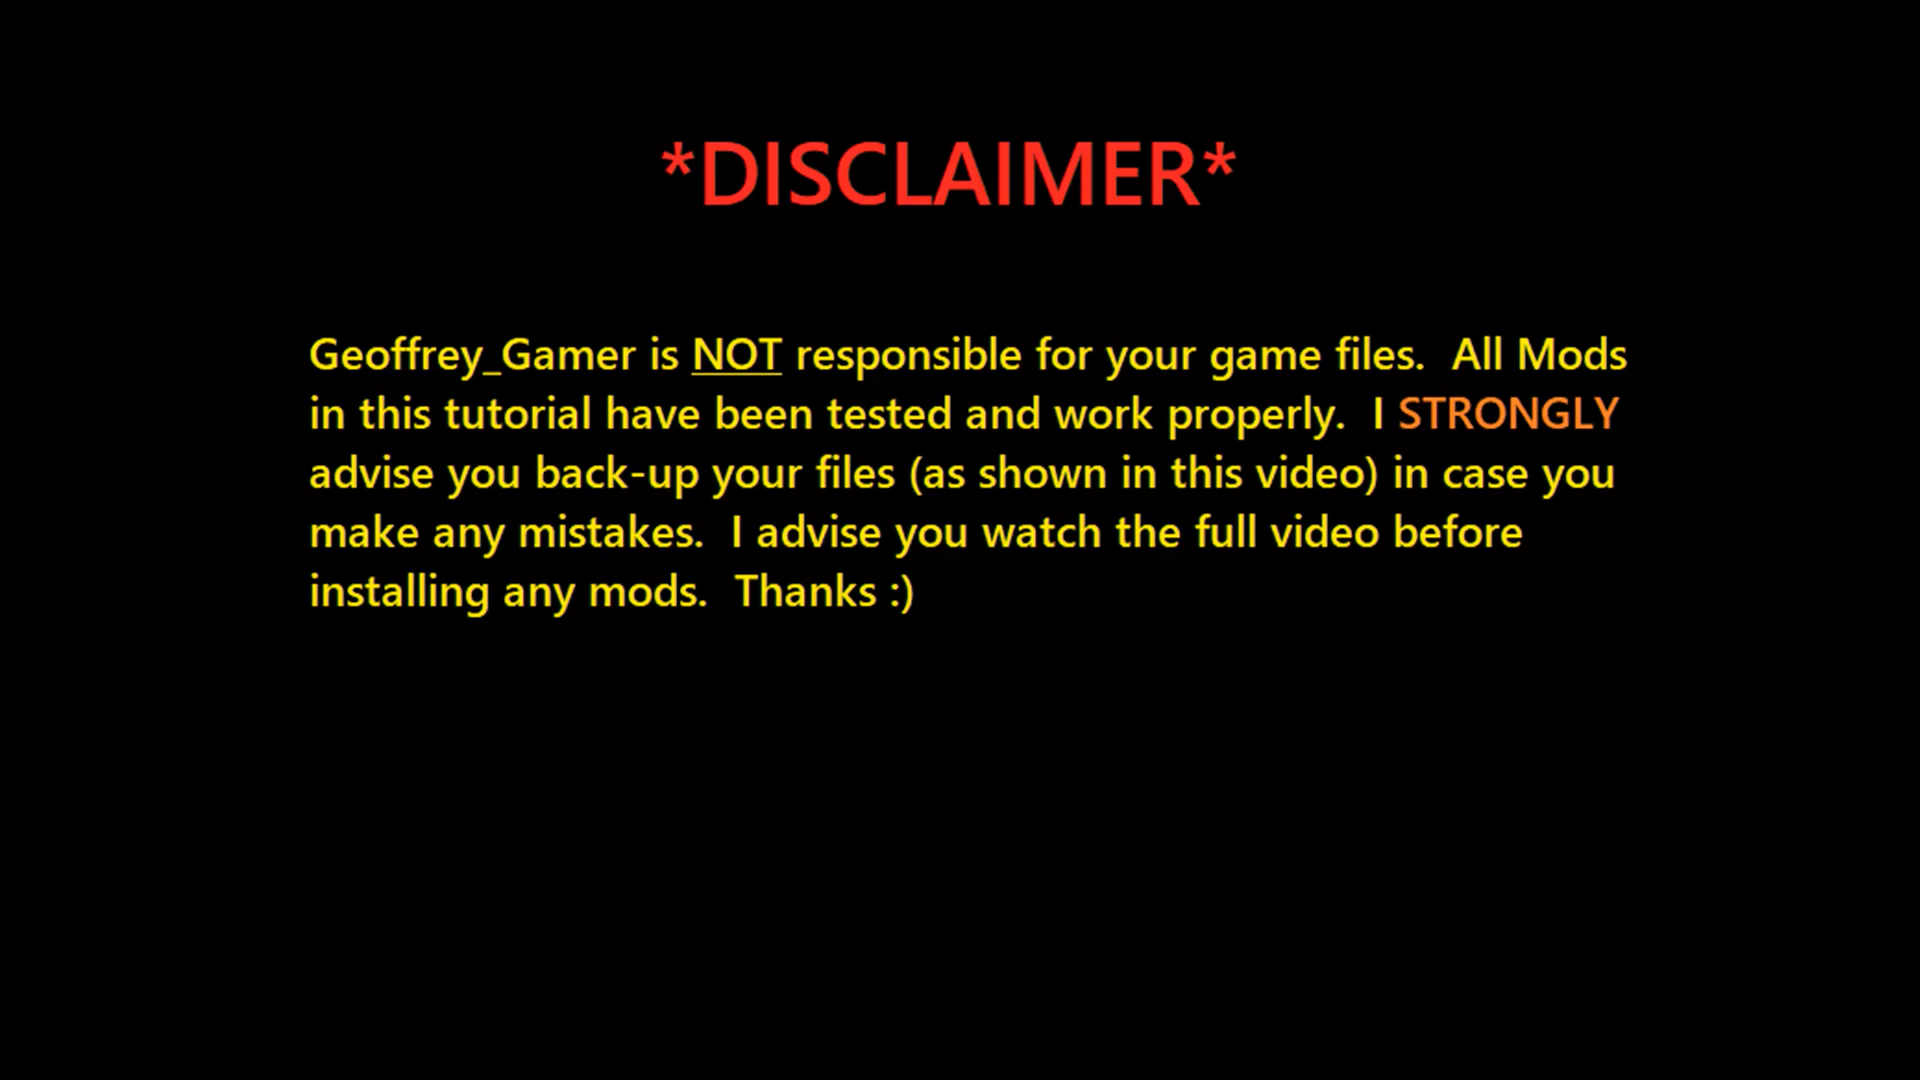 *DISCLAIMER*
Geoffrey_Gamer is NOT responsible for your game files.  All Mods
in this tutorial have been tested and work properly.  I STRONGLY
advise you back-up your files (as shown in this video) in case you
make any mistakes.  I advise you watch the full video before
installing any mods.  Thanks :)